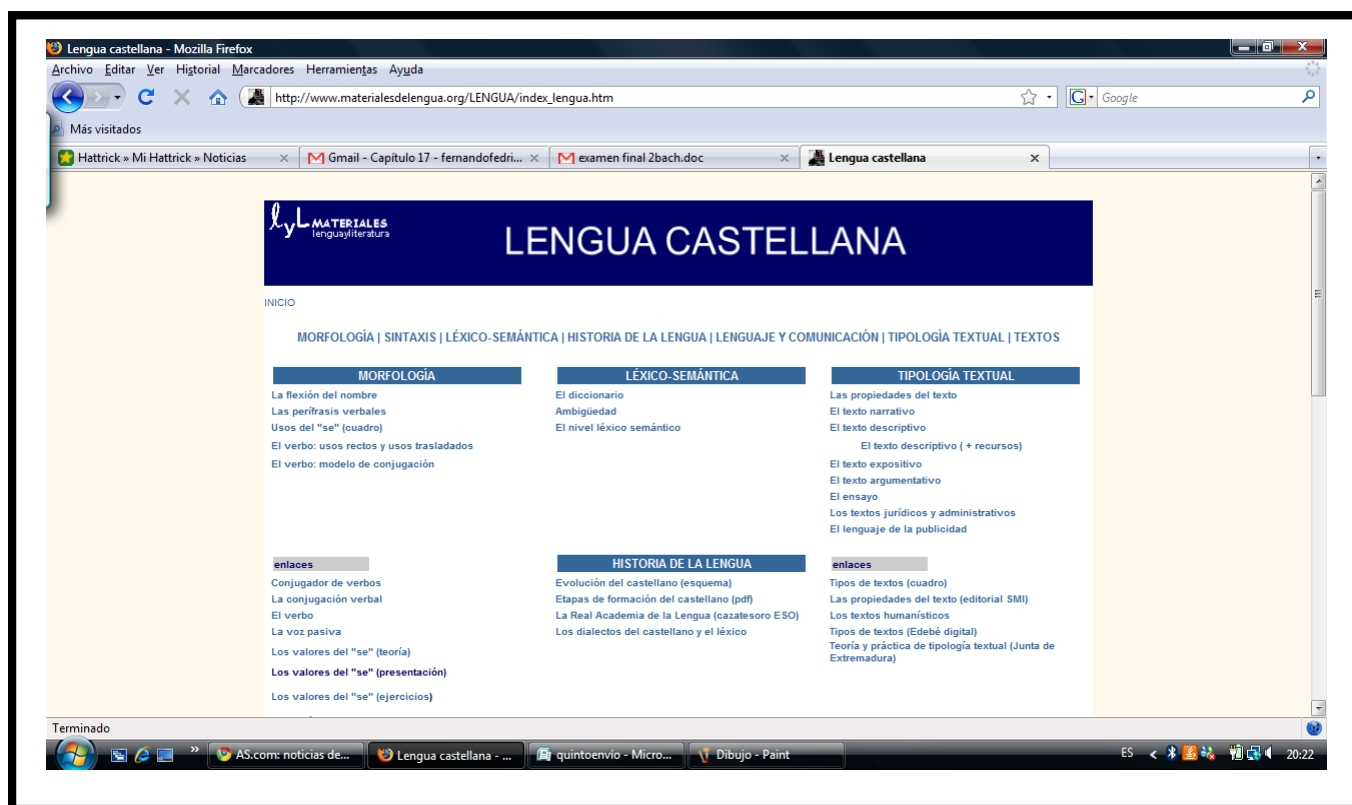 Lengua castellana - Mozilla Firefox
Archivo Editar Ver Historial Marcadores Herramientas Ayuda
http://www.materialesdelengua.org/LENGUA/index_lengua.htm
G Google
Más visitados
Hattrick » Mi Hattrick » Noticias
Gmail - Capítulo 17 - fernandofedri...
examen final 2bach.doc
Lengua castellana
lyL MATERIALES
lenguayliteratura
LENGUA CASTELLANA
INICIO
MORFOLOGÍA | SINTAXIS | LÉXICO-SEMÁNTICA | HISTORIA DE LA LENGUA | LENGUAJE Y COMUNICACIÓN | TIPOLOGÍA TEXTUAL | TEXTOS
MORFOLOGÍA
La flexión del nombre
Las perífrasis verbales
Usos del "se" (cuadro)
El verbo: usos rectos y usos trasladados
El verbo: modelo de conjugación
LÉXICO-SEMÁNTICA
El diccionario
Ambigüedad
El nivel léxico semántico
TIPOLOGÍA TEXTUAL
Las propiedades del texto
El texto narrativo
El texto descriptivo
El texto descriptivo ( + recursos)
El texto expositivo
El texto argumentativo
El ensayo
Los textos jurídicos y administrativos
El lenguaje de la publicidad
enlaces
Conjugador de verbos
La conjugación verbal
El verbo
La voz pasiva
Los valores del "se" (teoría)
Los valores del "se" (presentación)
Los valores del "se" (ejercicios)
HISTORIA DE LA LENGUA
Evolución del castellano (esquema)
Etapas de formación del castellano (pdf)
La Real Academia de la Lengua (cazatesoro ESO)
Los dialectos del castellano y el léxico
enlaces
Tipos de textos (cuadro)
Las propiedades del texto (editorial SMI)
Los textos humanísticos
Tipos de textos (Edebé digital)
Teoría y práctica de tipología textual (Junta de
Extremadura)
Terminado
AS.com: noticias de...
Lengua castellana - ...
quintoenvío - Micro...
Dibujo - Paint
ES
20:22